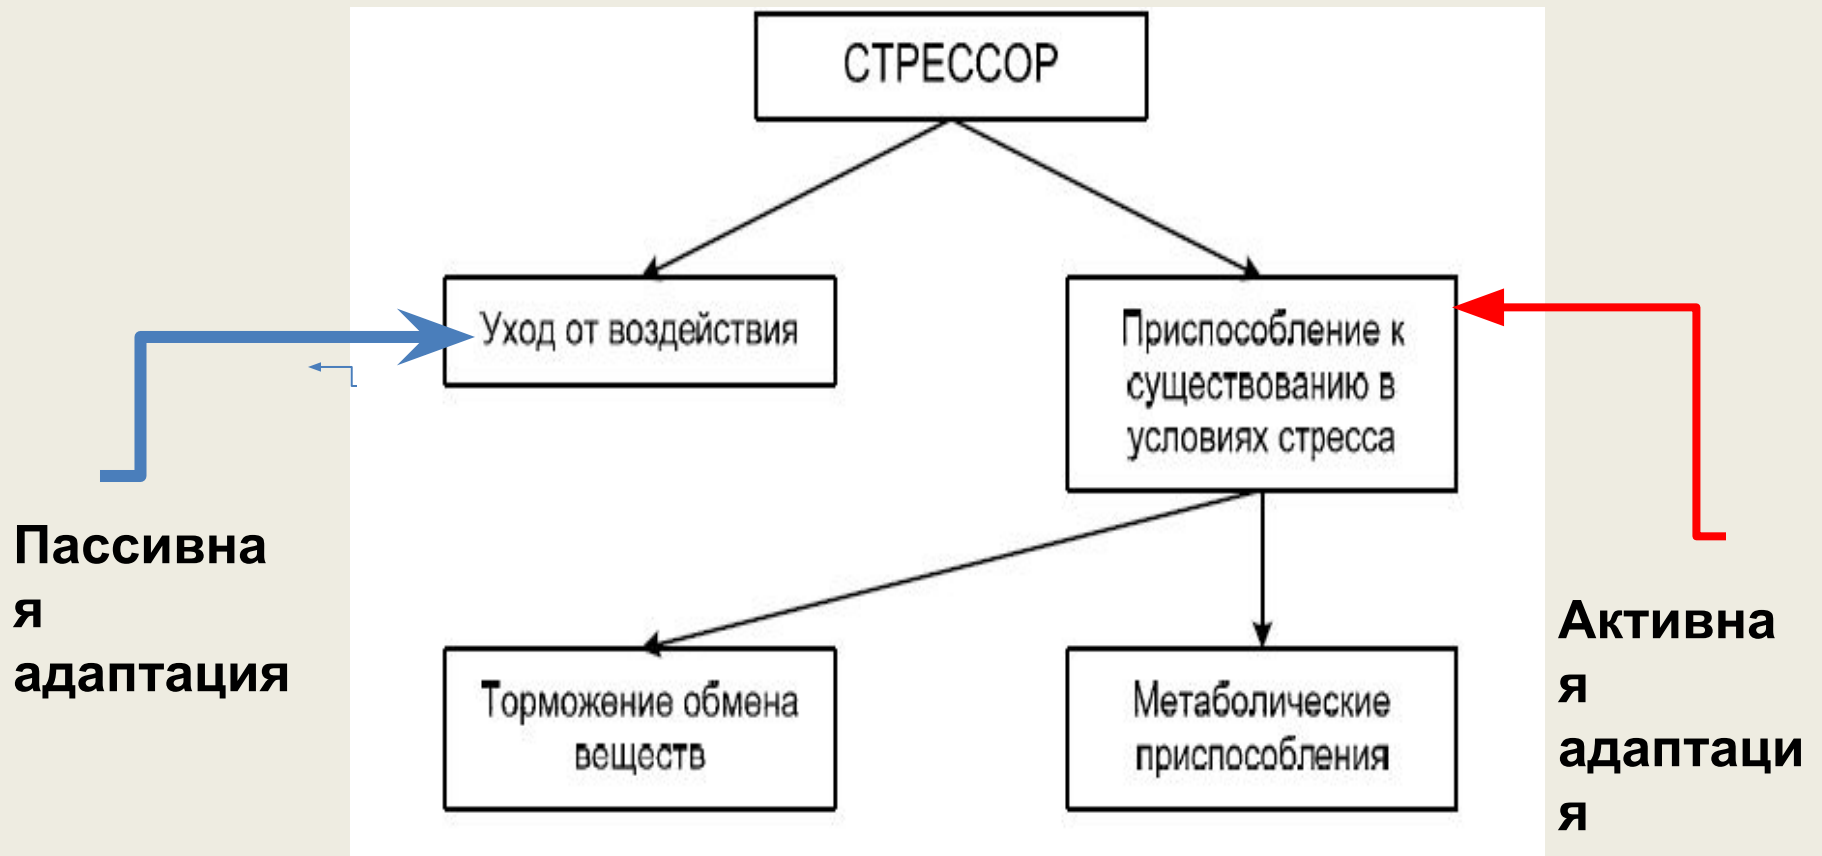 СТРЕССОР
Уход от воздействия
Приспособление к
существованию в
условиях стресса
Пассивна
я
адаптация
Активна
я
адаптаци
я
Торможение обмена
веществ
Метаболические
приспособления